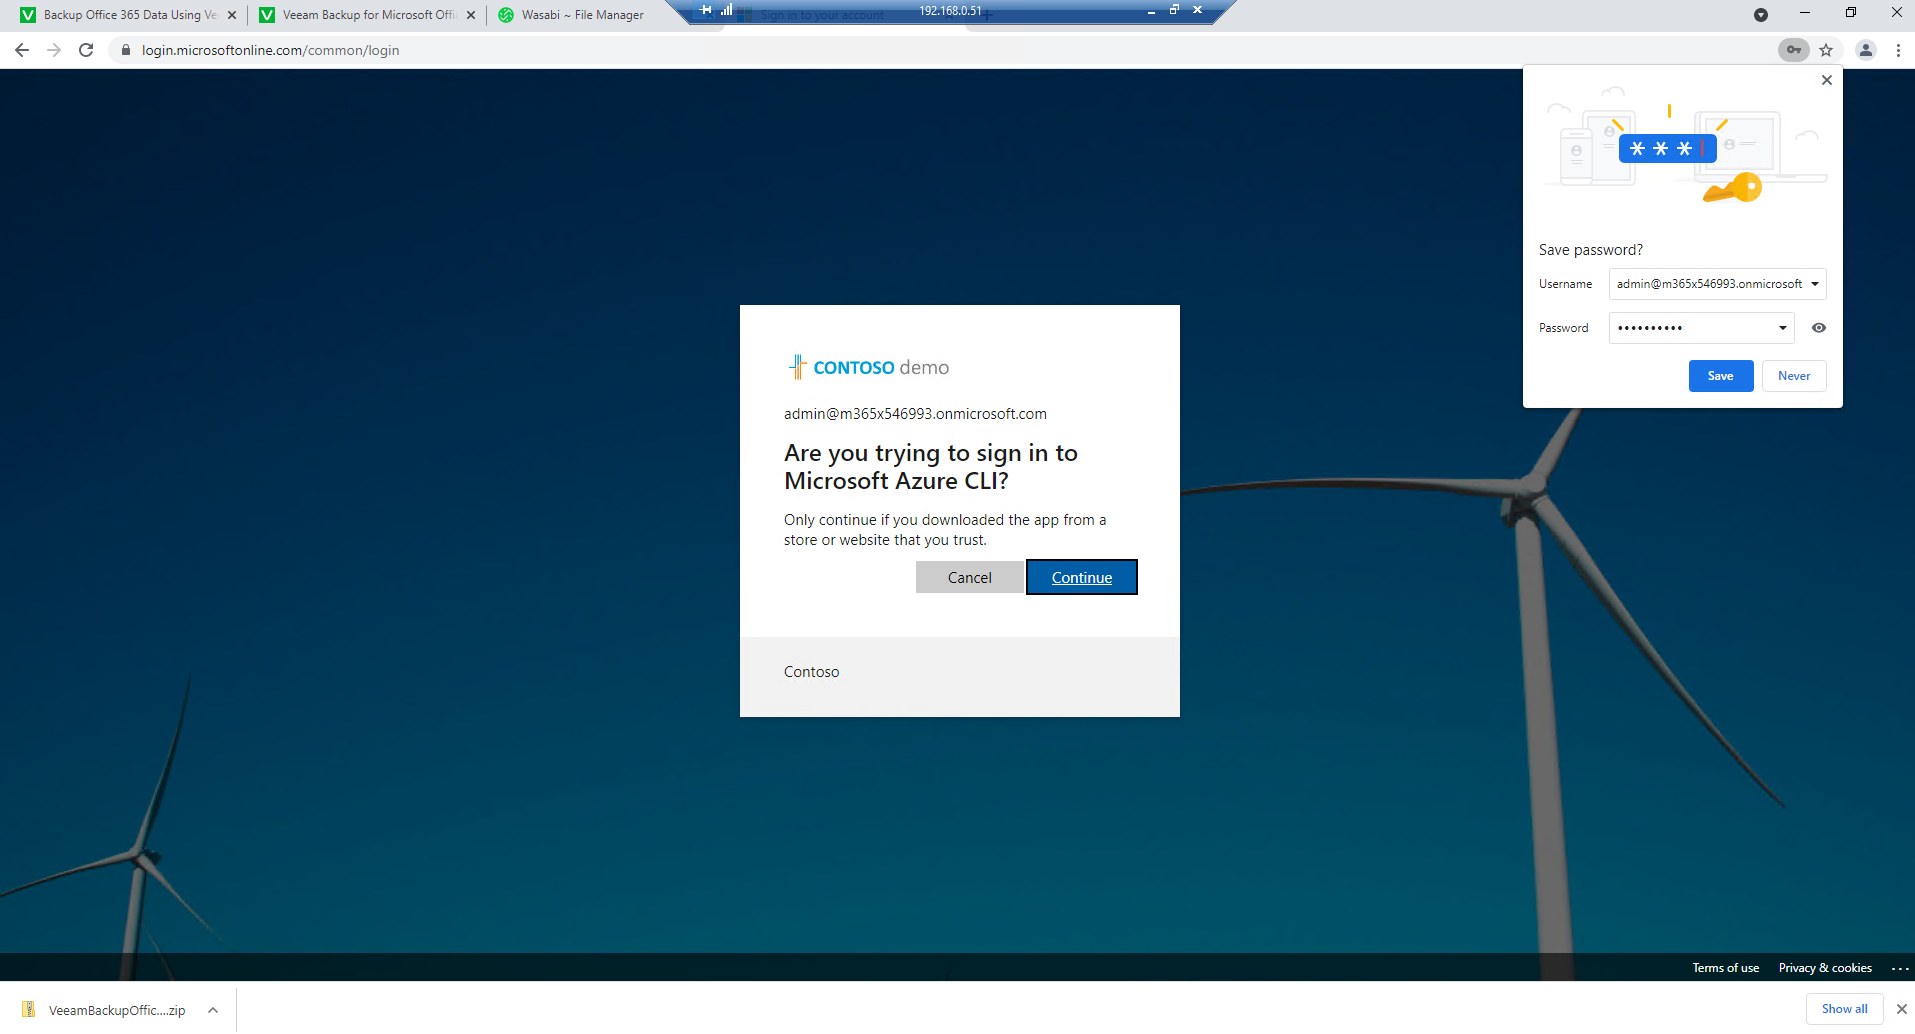 Backup Office 365 Data Using Ve
Veeam Backup for Microsoft Offi
Wasabi ~ File Manager
Sign in to your account
192.168.0.51
login.microsoftonline.com/common/login
Save password?
Username
admin@m365x546993.onmicrosoft
Password
••••••••••
Save
Never
CONTOSO demo
admin@m365x546993.onmicrosoft.com
Are you trying to sign in to
Microsoft Azure CLI?
Only continue if you downloaded the app from a
store or website that you trust.
Cancel
Continue
Contoso
Terms of use
Privacy & cookies
...
VeeamBackupOffic....zip
Show all